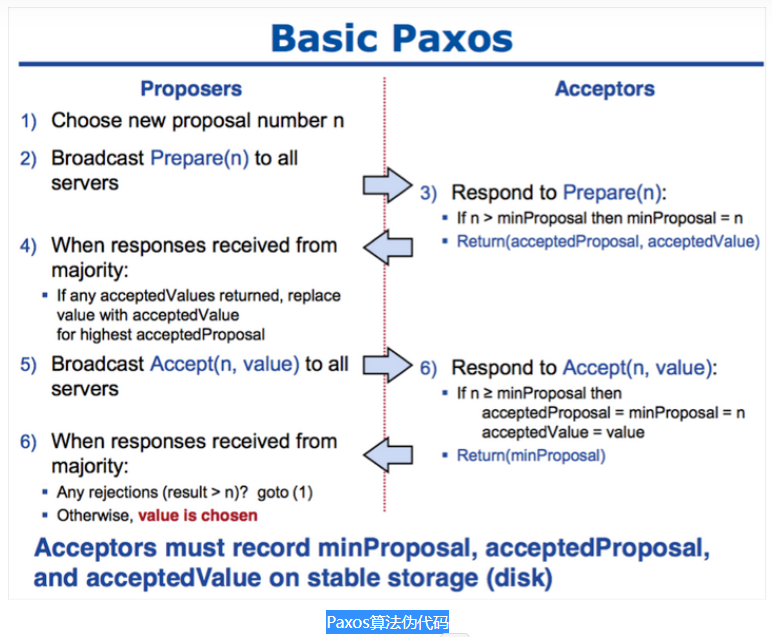 Basic Paxos
Proposers
Acceptors
1) Choose new proposal number n
2) Broadcast Prepare(n) to all
servers
3) Respond to Prepare(n):
▪ If n > minProposal then minProposal = n
▪ Return(acceptedProposal, acceptedValue)
4) When responses received from
majority:
▪ If any acceptedValues returned, replace
value with acceptedValue
for highest acceptedProposal
5) Broadcast Accept(n, value) to all
servers
6) Respond to Accept(n, value):
▪ If n ≥ minProposal then
acceptedProposal = minProposal = n
acceptedValue = value
▪ Return(minProposal)
6) When responses received from
majority:
▪ Any rejections (result > n)? goto (1)
▪ Otherwise, value is chosen
Acceptors must record minProposal, acceptedProposal,
and acceptedValue on stable storage (disk)
Paxos算法伪代码